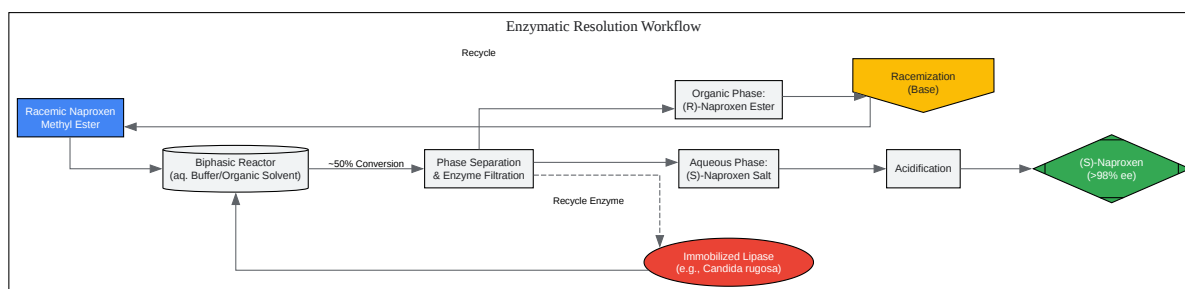 Enzymatic Resolution Workflow
Recycle
Racemization
(Base)
Organic Phase:
(R)-Naproxen Ester
Racemic Naproxen
Methyl Ester
Biphasic Reactor
(aq. Buffer/Organic Solvent)
~50% Conversion
Phase Separation
& Enzyme Filtration
Aqueous Phase:
(S)-Naproxen Salt
Acidification
(S)-Naproxen
(>98% ee)
Recycle Enzyme
Immobilized Lipase
(e.g., Candida rugosa)